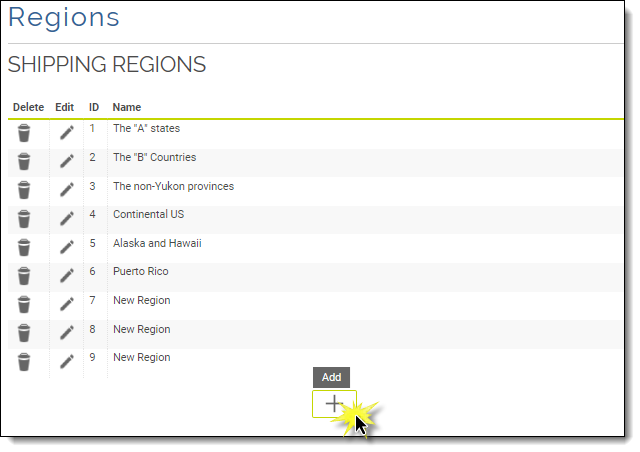 Regions
SHIPPING REGIONS
Delete Edit ID Name
1 The "A" states
2 The "B" Countries
3 The non-Yukon provinces
4 Continental US
5 Alaska and Hawaii
6 Puerto Rico
7 New Region
8 New Region
9 New Region
Add